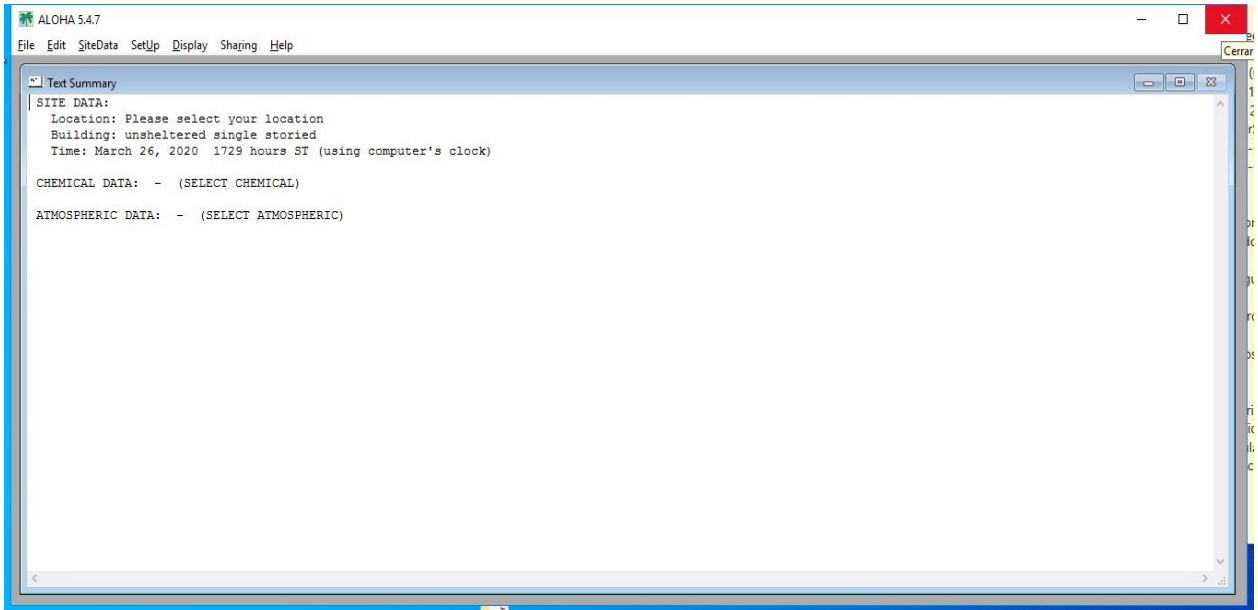 ALOHA 5.4.7
File Edit SiteData SetUp Display Sharing Help
Cerrar
Text Summary
SITE DATA:
Location: Please select your location
Building: unsheltered single storied
Time: March 26, 2020 1729 hours ST (using computer's clock)
CHEMICAL DATA: - (SELECT CHEMICAL)
ATMOSPHERIC DATA: - (SELECT ATMOSPHERIC)